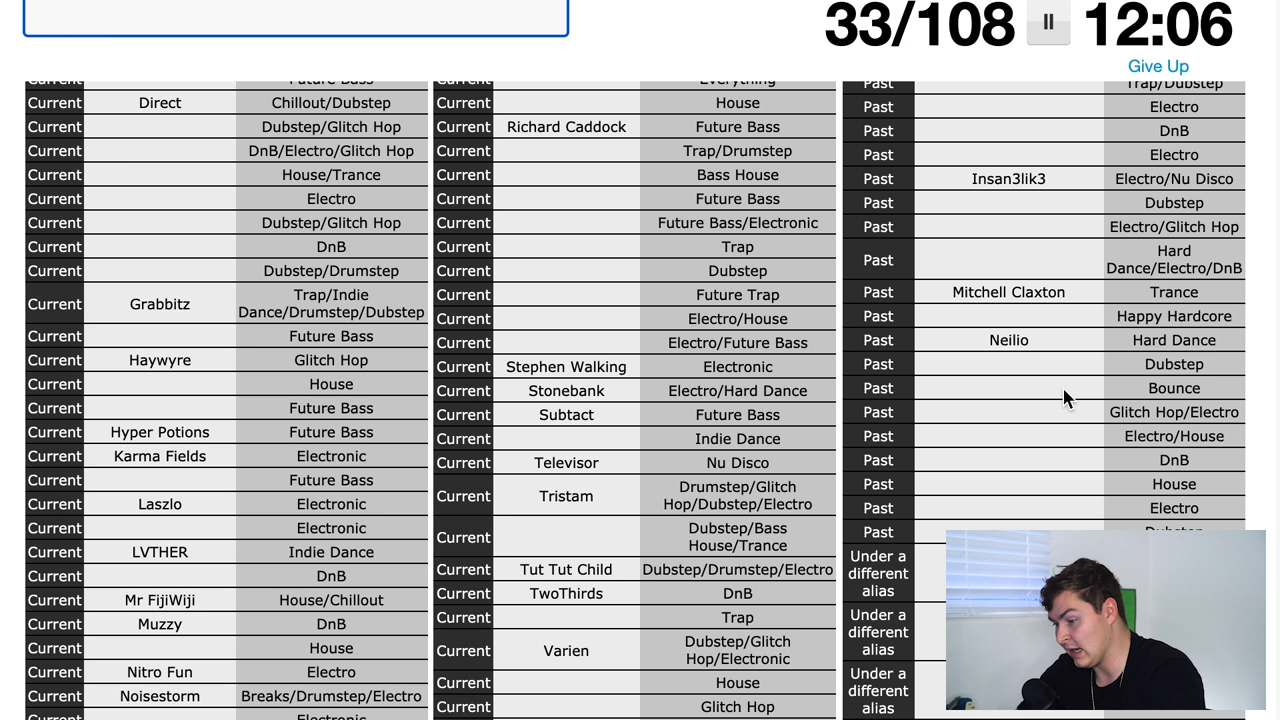 33/108 II 12:06
Give Up
Current Future Bass
Current Direct Chillout/Dubstep
Current Dubstep/Glitch Hop
Current DnB/Electro/Glitch Hop
Current House/Trance
Current Electro
Current Dubstep/Glitch Hop
Current DnB
Current Dubstep/Drumstep
Current Grabbitz Trap/Indie
Dance/Drumstep/Dubstep
Current Future Bass
Current Haywyre Glitch Hop
Current House
Current Future Bass
Current Hyper Potions Future Bass
Current Karma Fields Electronic
Current Future Bass
Current Laszlo Electronic
Current Electronic
Current LVTHER Indie Dance
Current DnB
Current Mr FijiWiji House/Chillout
Current Muzzy DnB
Current House
Current Nitro Fun Electro
Current Noisestorm Breaks/Drumstep/Electro
Electronic
Current Everything
Current House
Current Richard Caddock Future Bass
Current Trap/Drumstep
Current Bass House
Current Future Bass
Current Future Bass/Electronic
Current Trap
Current Dubstep
Current Future Trap
Current Electro/House
Current Electro/Future Bass
Current Stephen Walking Electronic
Current Stonebank Electro/Hard Dance
Current Subtact Future Bass
Current Indie Dance
Current Televisor Nu Disco
Current Tristam Drumstep/Glitch
Hop/Dubstep/Electro
Current Dubstep/Bass
House/Trance
Current Tut Tut Child Dubstep/Drumstep/Electro
Current TwoThirds DnB
Current Trap
Current Varien Dubstep/Glitch
Hop/Electronic
Current House
Current Glitch Hop
Past Trap/Dubstep
Past Electro
Past DnB
Past Electro
Past Insan3lik3 Electro/Nu Disco
Past Dubstep
Past Electro/Glitch Hop
Past Hard
Dance/Electro/DnB
Past Mitchell Claxton Trance
Past Happy Hardcore
Past Neilio Hard Dance
Past Dubstep
Past Bounce
Past Glitch Hop/Electro
Past Electro/House
Past DnB
Past House
Past Electro
Past Dubstep
Under a
different
alias
Under a
different
alias
Under a
different
alias